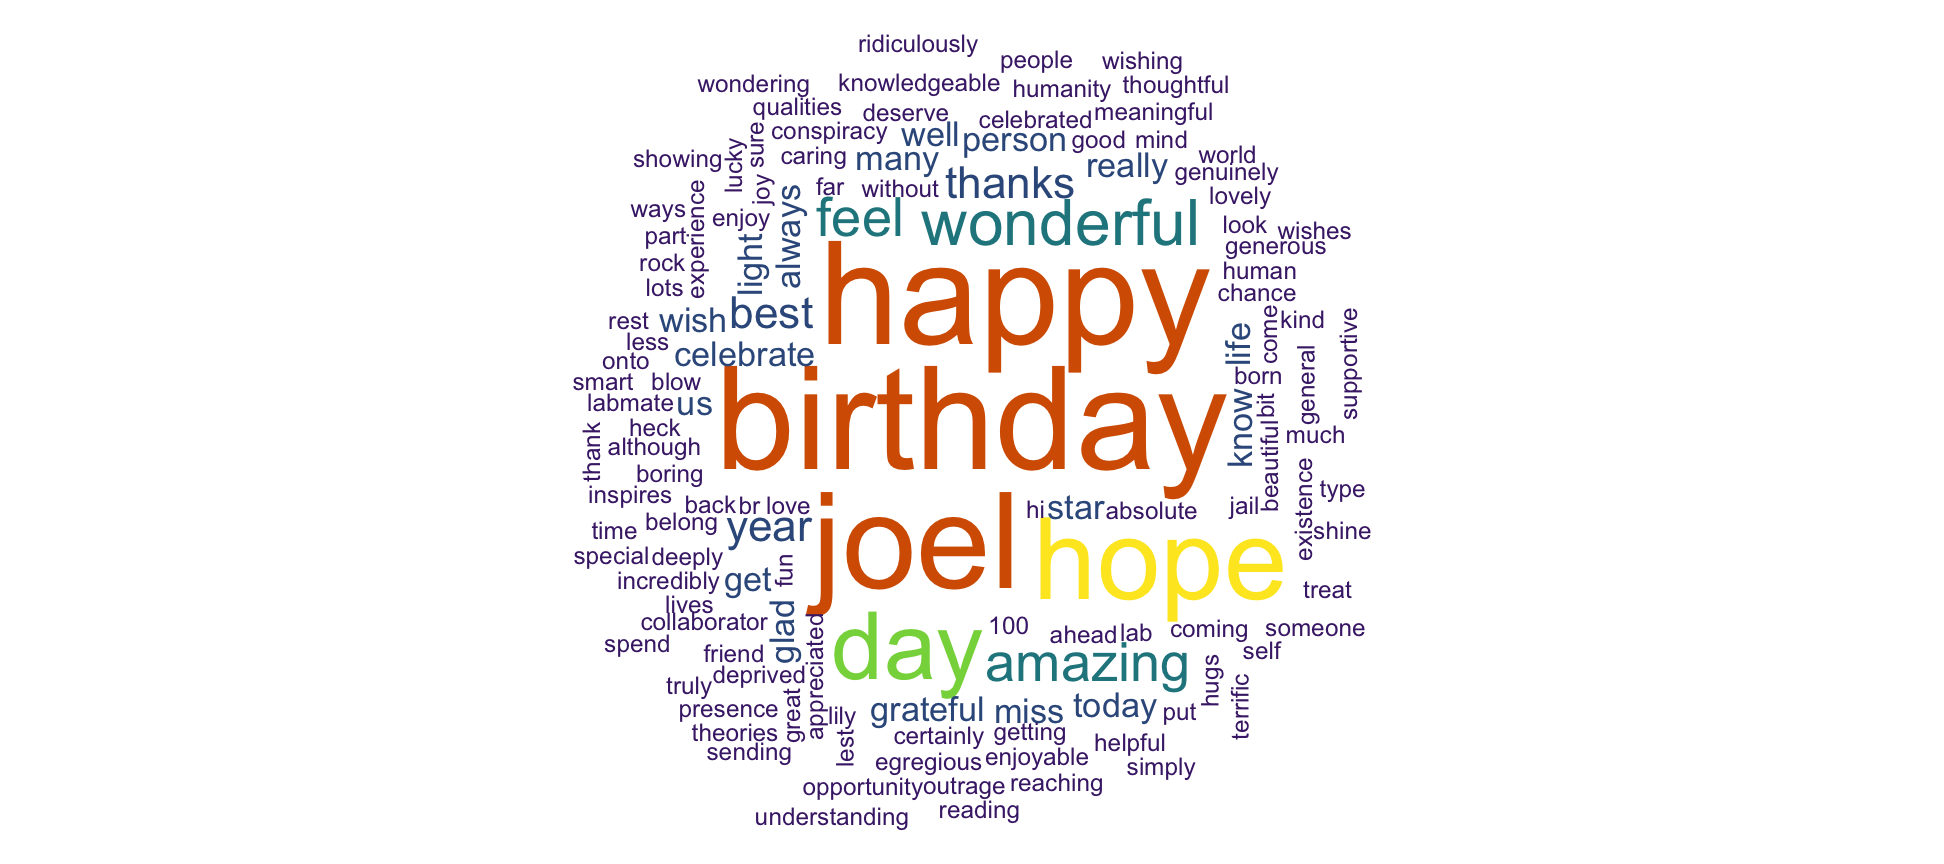 ridiculously
people
wishing
wondering
knowledgeable
humanity
thoughtful
qualities
deserve
celebrated
meaningful
conspiracy
well
person
good
mind
sure
lucky
showing
caring
many
really
world
genuinely
joy
far
without
thanks
lovely
ways
experience
enjoy
always
feel
wonderful
look
wishes
part
light
generous
rock
human
lots
chance
happy
rest
wish
best
come
kind
supportive
less
life
onto
celebrate
smart
blow
born
general
labmate
us
birthday
know
bit
heck
beautiful
much
thank
although
boring
inspires
back
br
love
hi
star
absolute
jail
existence
type
time
belong
year
joel
hope
shine
special
deeply
incredibly
get
fun
treat
lives
collaborator
glad
appreciated
day
100
ahead
lab
coming
someone
spend
friend
amazing
self
deprived
hugs
truly
terrific
presence
great
lily
grateful
miss
today
put
theories
certainly
getting
sending
lest
egregious
enjoyable
helpful
simply
opportunity
outrage
reaching
understanding
reading